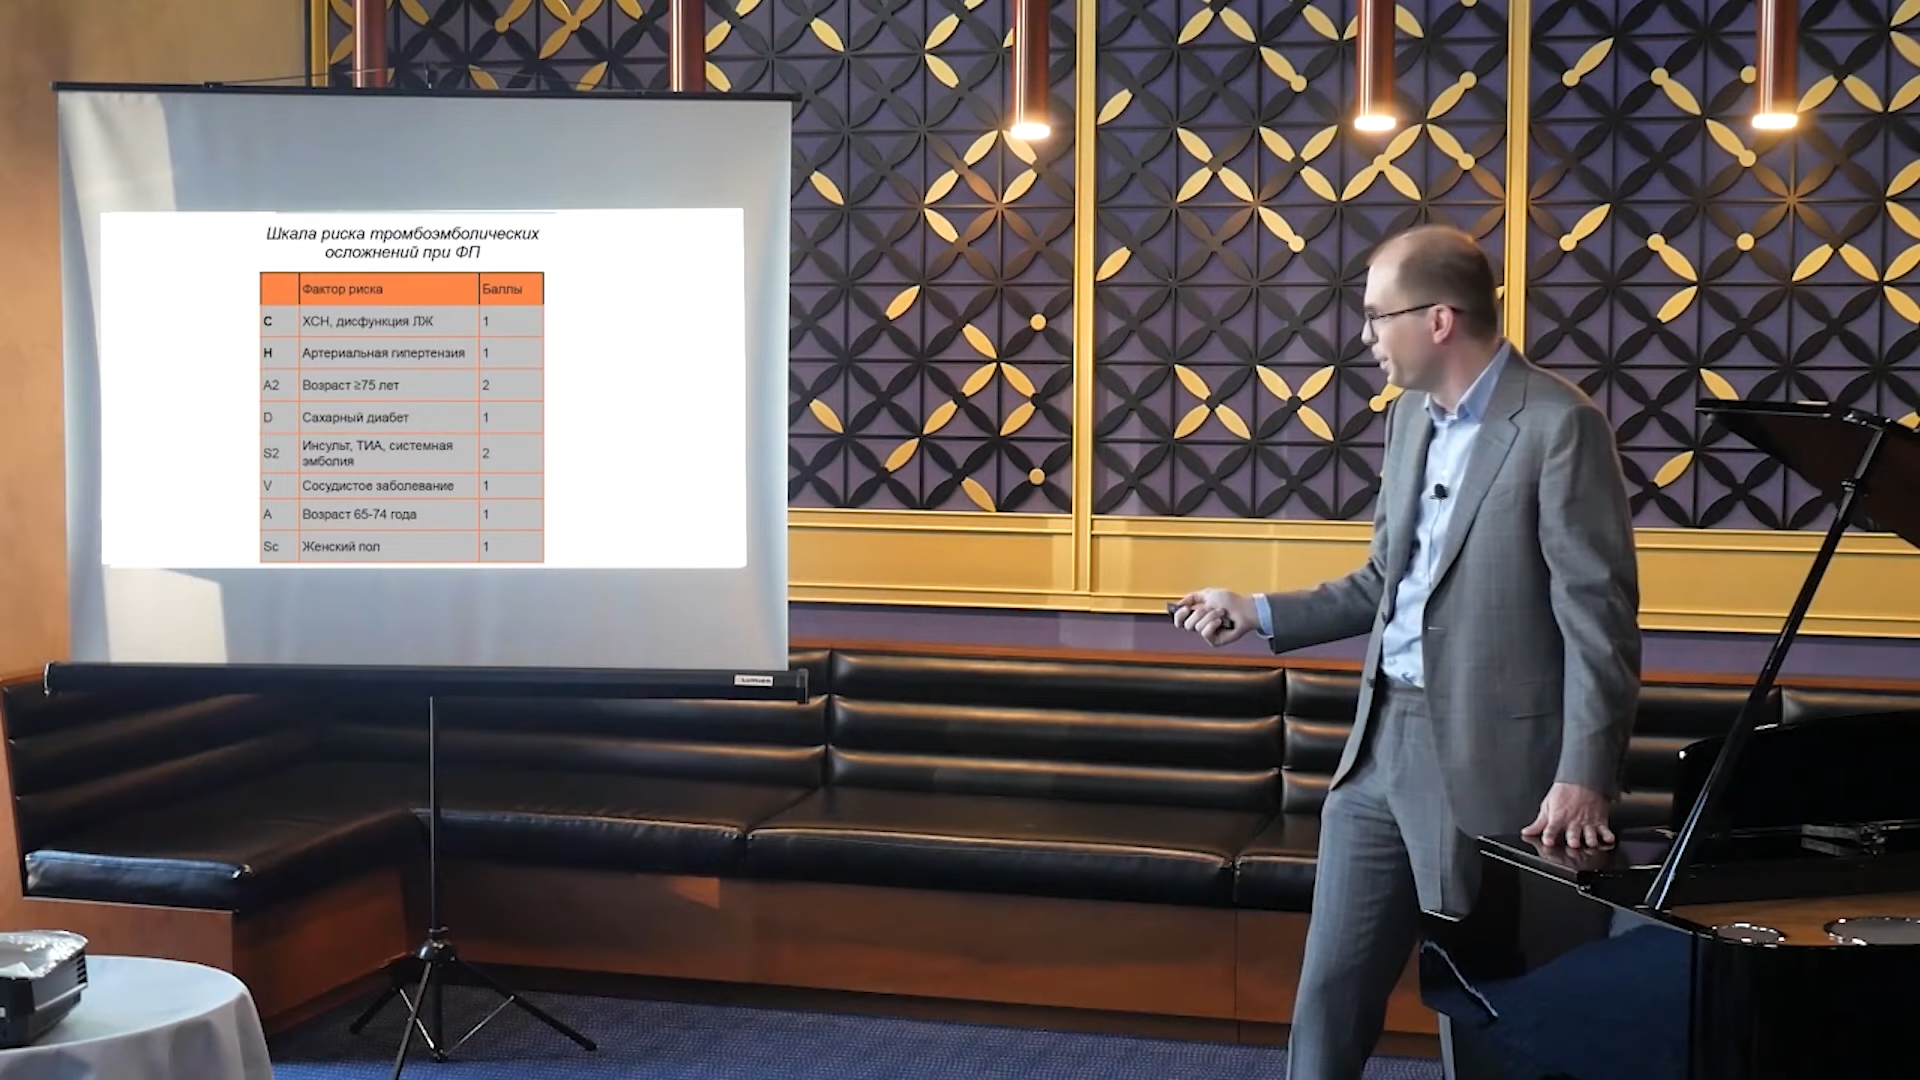 Шкала риска тромбоэмболических
осложнений при ФП
Фактор риска Баллы
C ХСН, дисфункция ЛЖ 1
H Артериальная гипертензия 1
A2 Возраст ≥75 лет 2
D Сахарный диабет 1
S2 Инсульт, ТИА, системная
эмболия 2
V Сосудистое заболевание 1
A Возраст 65-74 года 1
Sc Женский пол 1
Lumien